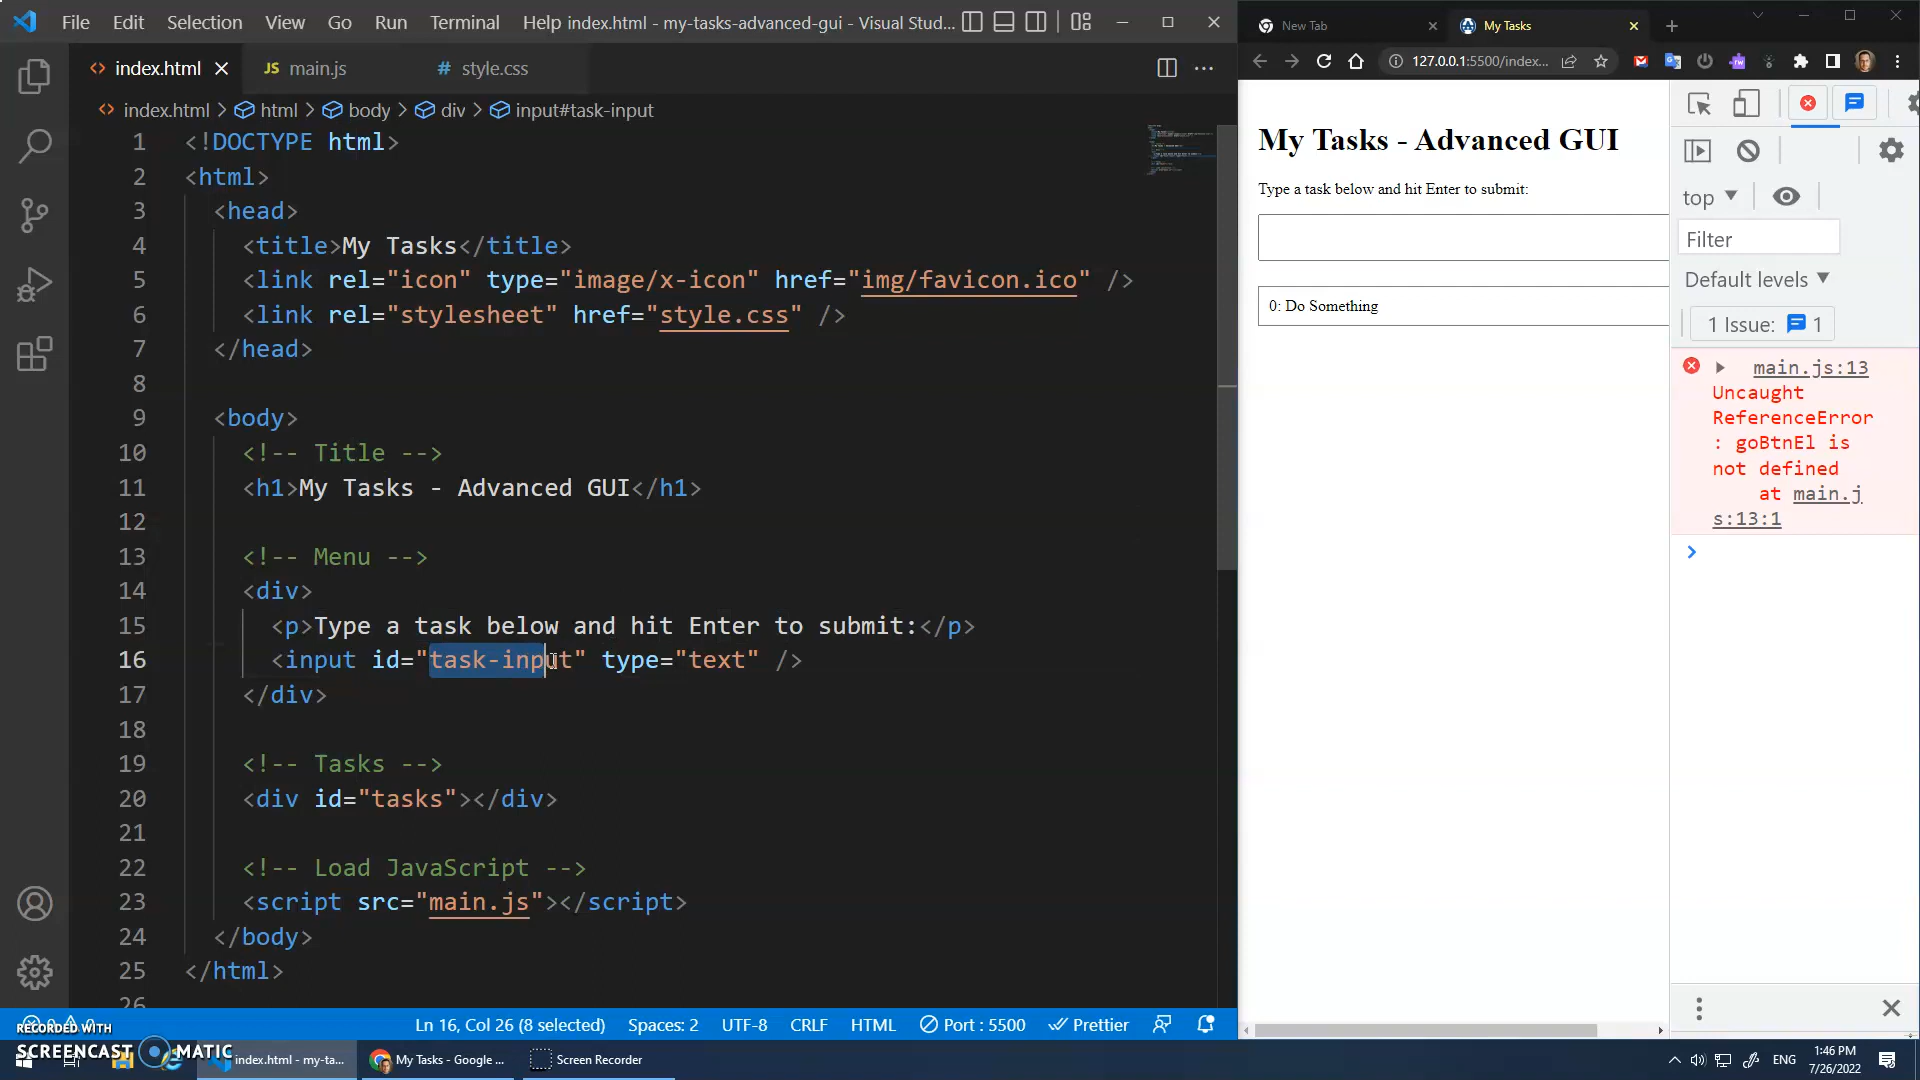 File Edit Selection View Go Run Terminal Help index.html - my-tasks-advanced-gui - Visual Stud...
index.html
JS main.js
# style.css
index.html > html > body > div > input#task-input
1 <!DOCTYPE html>
2 <html>
3 <head>
4 <title>My Tasks</title>
5 <link rel="icon" type="image/x-icon" href="img/favicon.ico" />
6 <link rel="stylesheet" href="style.css" />
7 </head>
8
9 <body>
10 <!-- Title -->
11 <h1>My Tasks - Advanced GUI</h1>
12
13 <!-- Menu -->
14 <div>
15 <p>Type a task below and hit Enter to submit:</p>
16 <input id="task-input" type="text" />
17 </div>
18
19 <!-- Tasks -->
20 <div id="tasks"></div>
21
22 <!-- Load JavaScript -->
23 <script src="main.js"></script>
24 </body>
25 </html>
26
Ln 16, Col 26 (8 selected) Spaces: 2 UTF-8 CRLF HTML Port : 5500 Prettier
New Tab
My Tasks
127.0.0.1:5500/index...
My Tasks - Advanced GUI
Type a task below and hit Enter to submit:
0: Do Something
top
Filter
Default levels
1 Issue: 1
main.js:13
Uncaught
ReferenceError
: goBtnEl is
not defined
at main.j
s:13:1
RECORDED WITH
SCREENCAST MATIC
index.html - my-ta...
My Tasks - Google ...
Screen Recorder
ENG
1:46 PM
7/26/2022